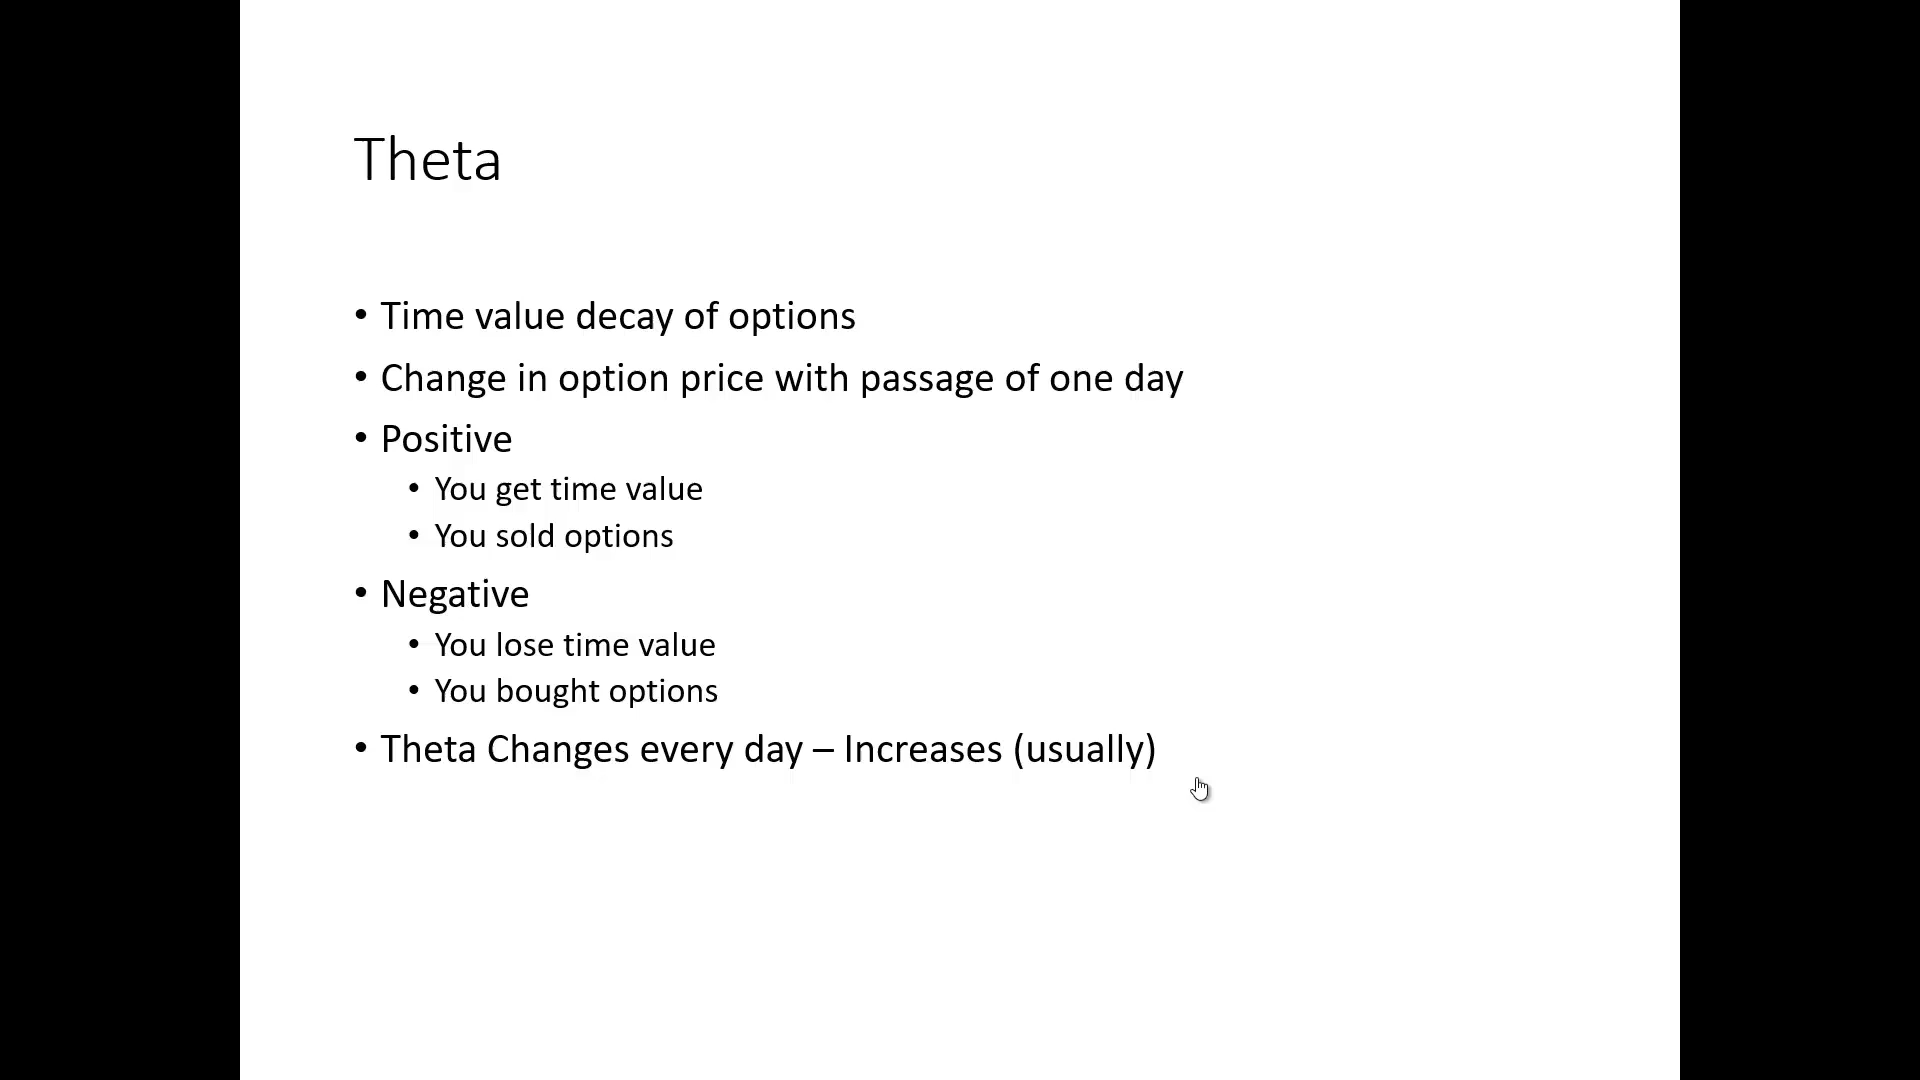 Theta
• Time value decay of options
• Change in option price with passage of one day
• Positive
• You get time value
• You sold options
• Negative
• You lose time value
• You bought options
• Theta Changes every day – Increases (usually)